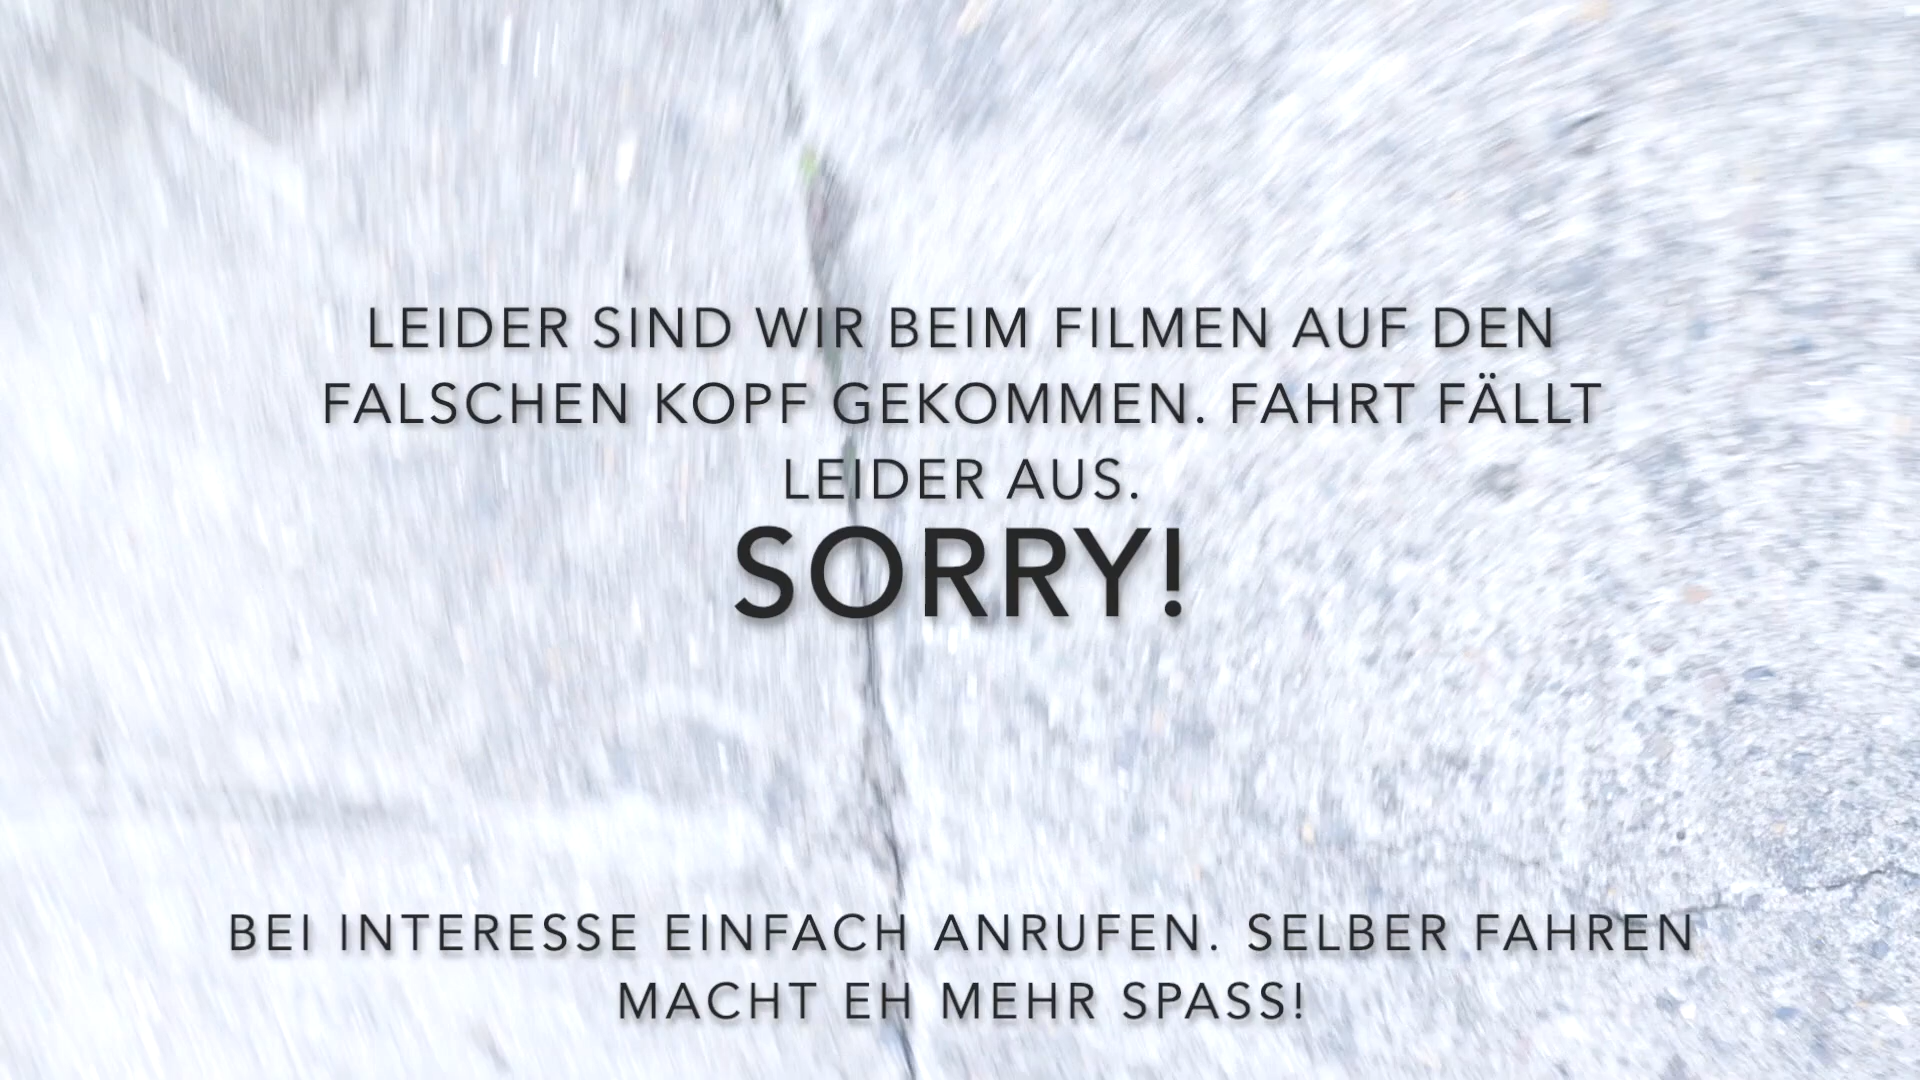 LEIDER SIND WIR BEIM FILMEN AUF DEN
FALSCHEN KOPF GEKOMMEN. FAHRT FÄLLT
LEIDER AUS.
SORRY!
BEI INTERESSE EINFACH ANRUFEN. SELBER FAHREN
MACHT EH MEHR SPASS!